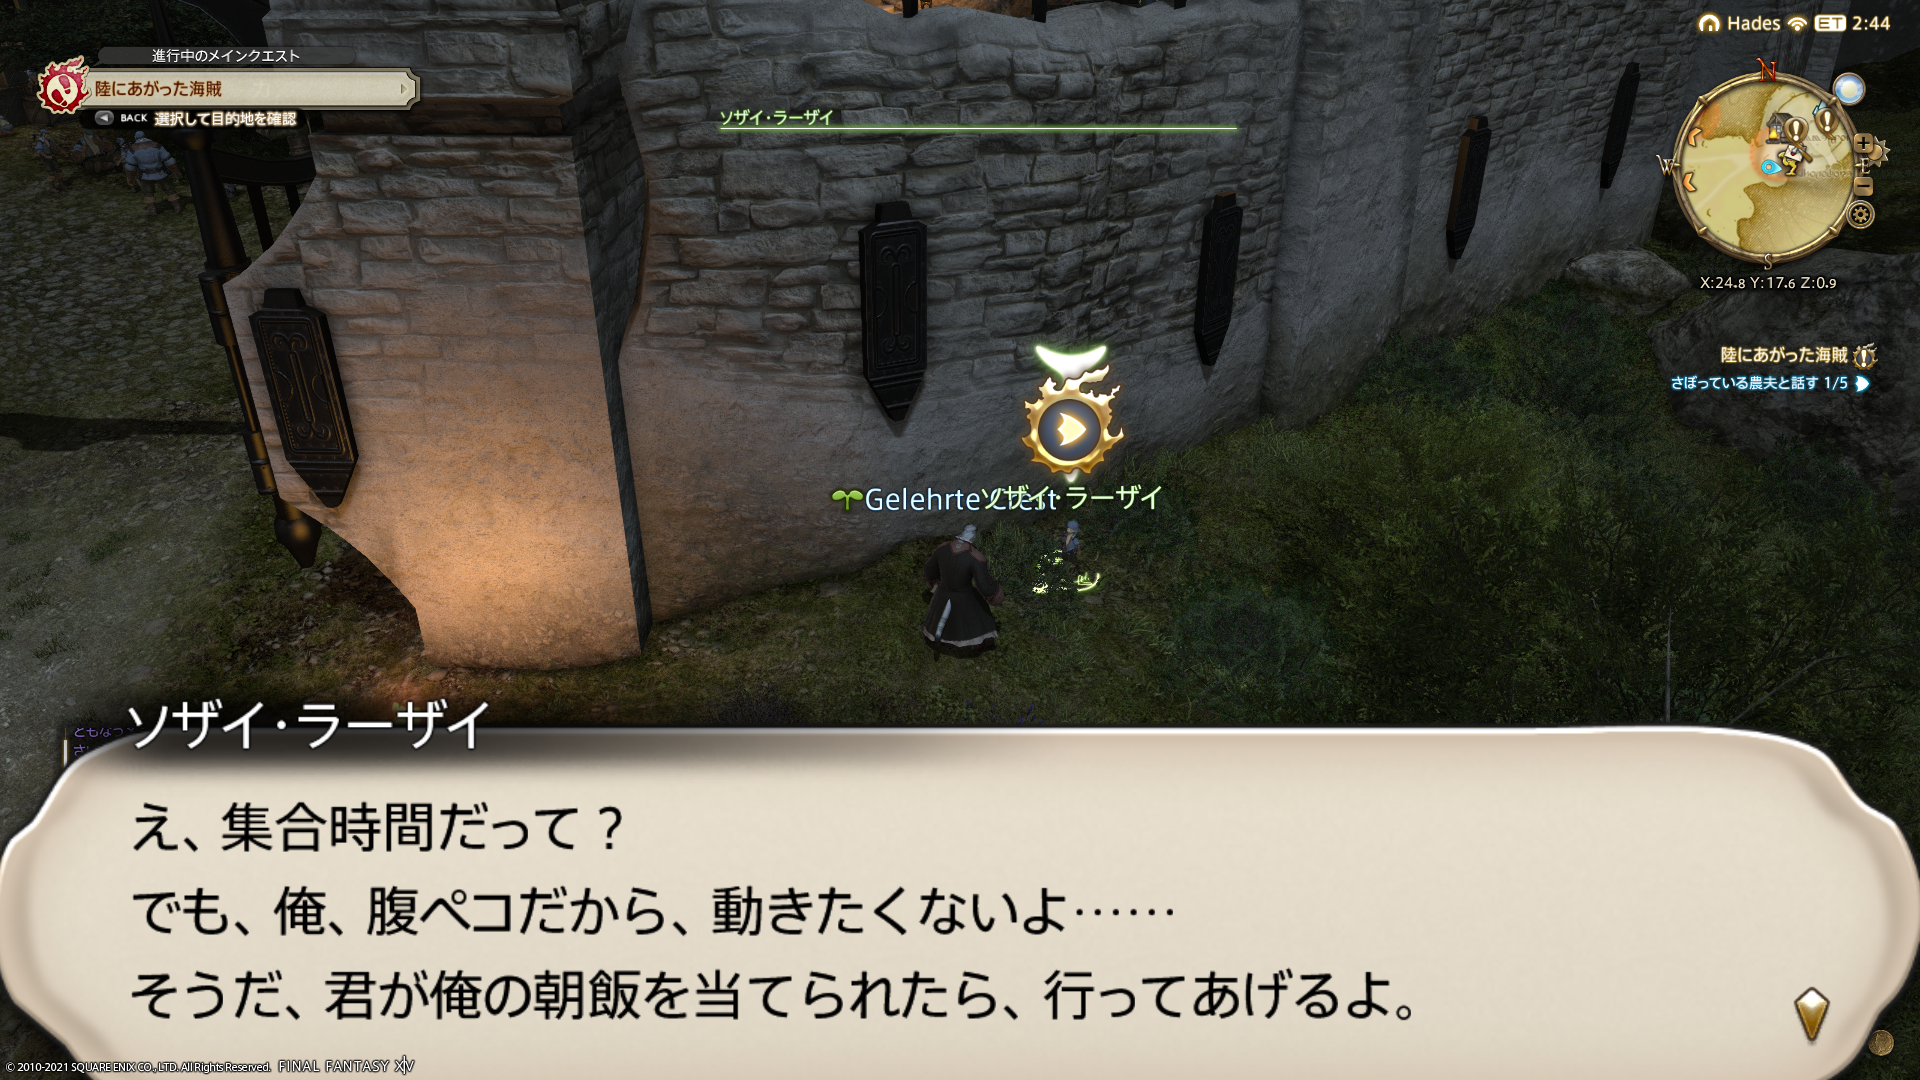 進行中のメインクエスト
陸にあがった海賊
BACK 選択して目的地を確認
ソザイ・ラーザイ
Hades ET 2:44
N
W
E
S
X:24.8 Y:17.6 Z:0.9
陸にあがった海賊
さぼっている農夫と話す 1/5
Gelehrte Crest
ソザイ・ラーザイ
ソザイ・ラーザイ
え、集合時間だって？
でも、俺、腹ペコだから、動きたくないよ……
そうだ、君が俺の朝飯を当てられたら、行ってあげるよ。
© 2010-2021 SQUARE ENIX CO., LTD. All Rights Reserved. FINAL FANTASY XIV